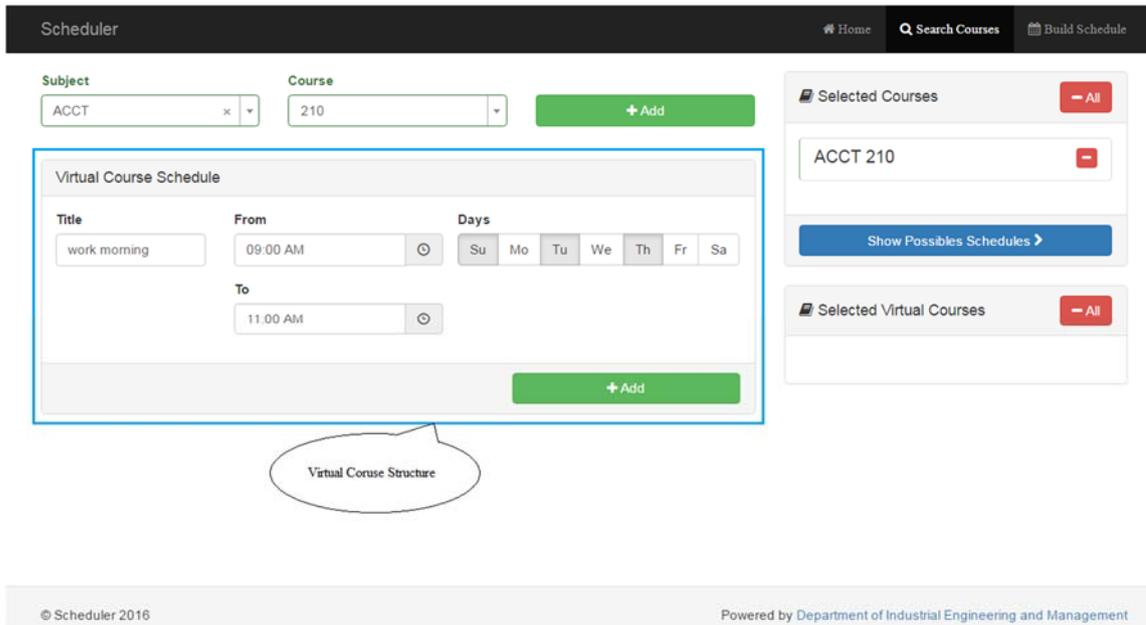 Scheduler Home Search Courses Build Schedule
Subject Course
ACCT × 210 + Add
Virtual Course Schedule
Title From Days
work morning 09:00 AM Su Mo Tu We Th Fr Sa
To
11:00 AM
+ Add
Virtual Coruse Structure
Selected Courses − All
ACCT 210
Show Possibles Schedules
Selected Virtual Courses − All
© Scheduler 2016 Powered by Department of Industrial Engineering and Management